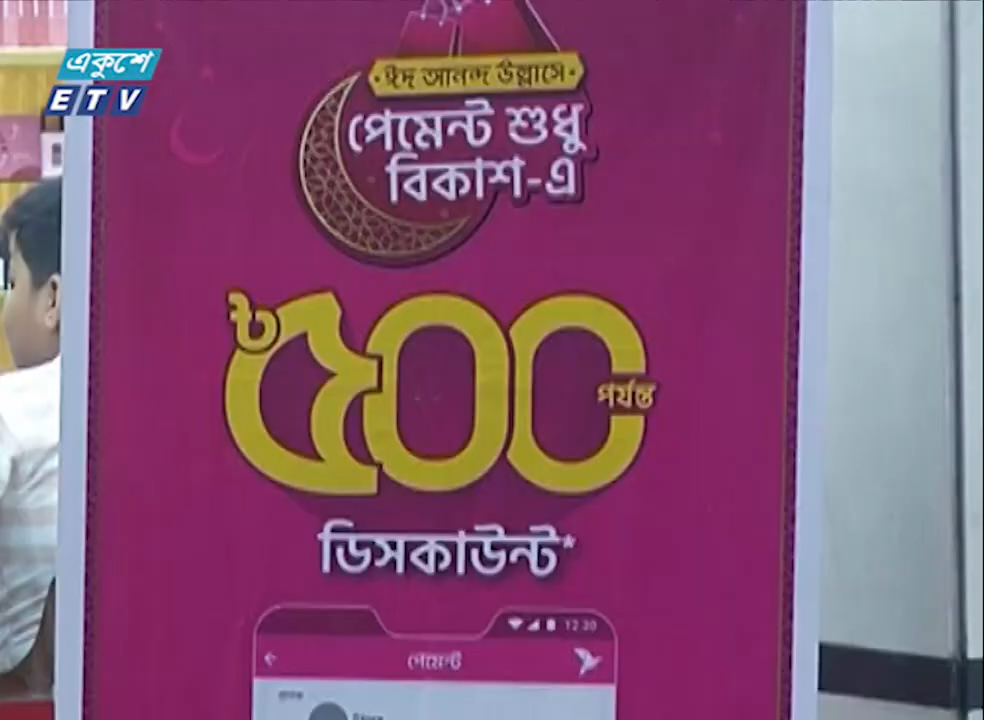 একুশে
ETV
ঈদ আনন্দ উল্লাসে
পেমেন্ট শুধু
বিকাশ-এ
৳৫০০
পর্যন্ত
ডিসকাউন্ট*
12:30
পেমেন্ট